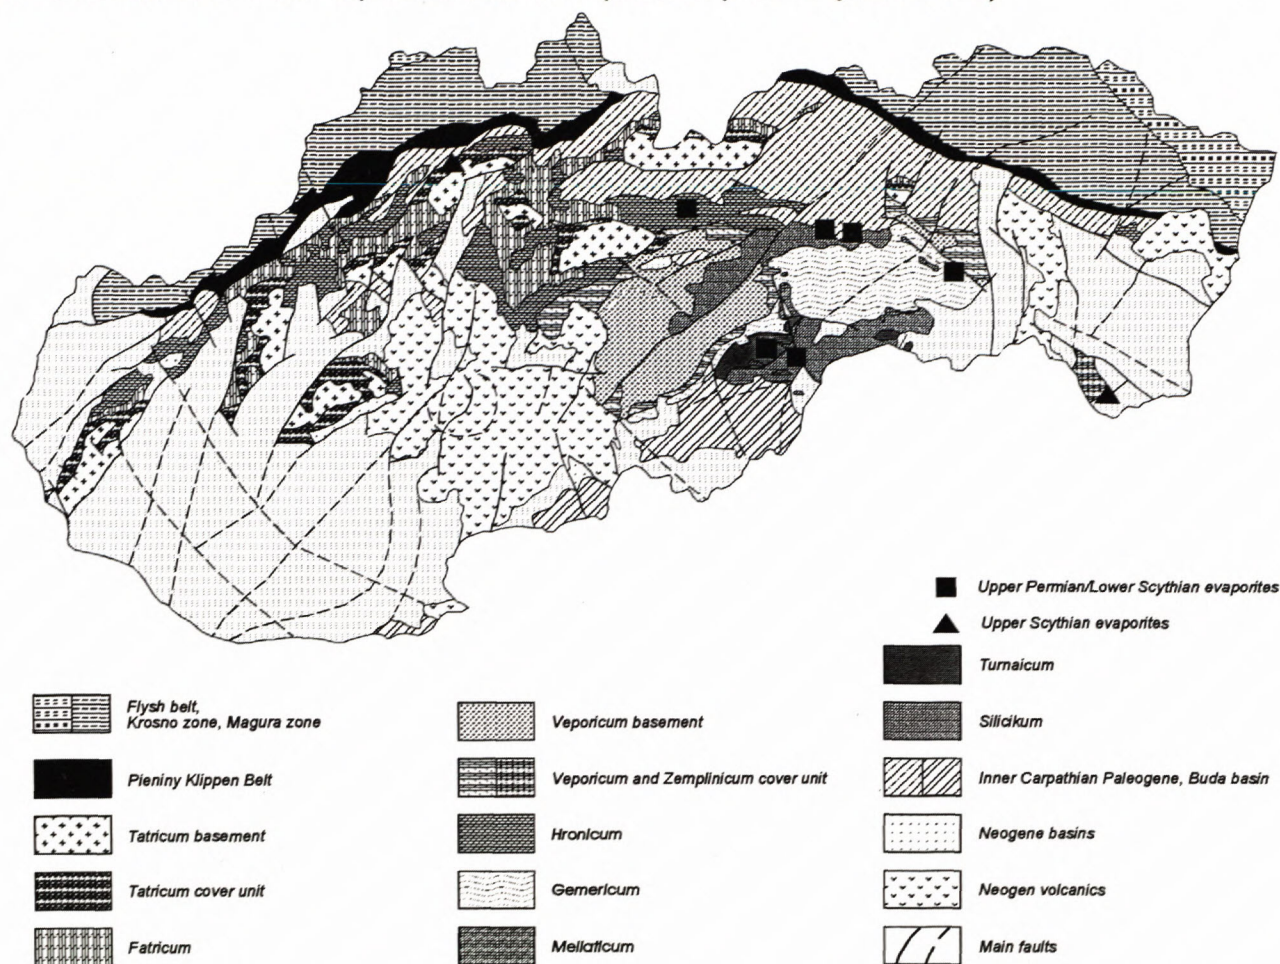 Upper Permian/Lower Scythian evaporites
Upper Scythian evaporites
Turnaicum
Flysh belt,
Krosno zone, Magura zone
Veporicum basement
Silicikum
Pieniny Klippen Belt
Veporicum and Zemplinicum cover unit
Inner Carpathian Paleogene, Buda basin
Tatricum basement
Hronicum
Neogene basins
Tatricum cover unit
Gemericum
Neogen volcanics
Fatricum
Meliaticum
Main faults